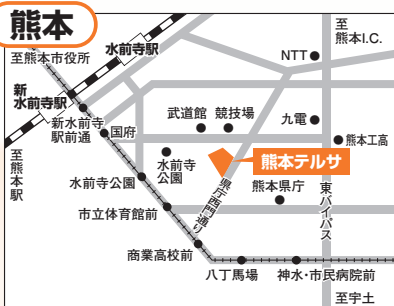 熊本
至熊本市役所
水前寺駅
至
熊本I.C.
NTT
新
水前寺駅
武道館
競技場
九電
新水前寺
駅前通
国府
熊本工高
至
熊本駅
水前寺
公園
熊本テルサ
水前寺公園
県庁西門通り
熊本県庁
東バイパス
市立体育館前
商業高校前
八丁馬場
神水・市民病院前
至宇土